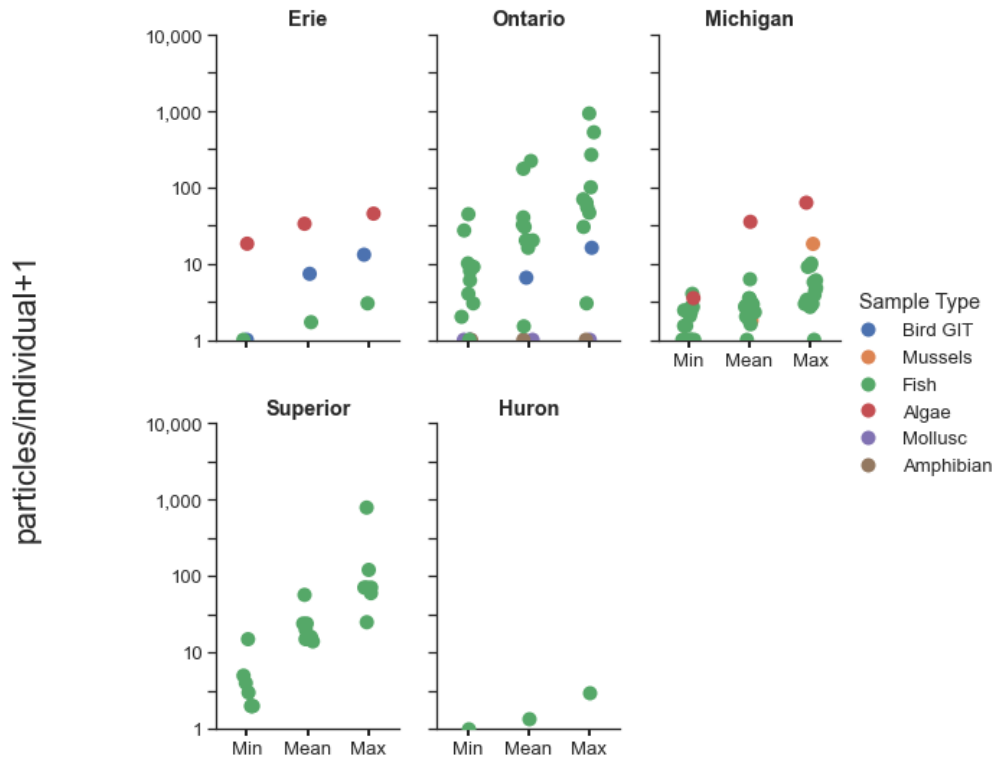 particles/individual+1
Erie
Ontario
Michigan
10,000
1,000
100
10
1
Min Mean Max
Superior
Huron
10,000
1,000
100
10
1
Min Mean Max
Min Mean Max
Sample Type
Bird GIT
Mussels
Fish
Algae
Mollusc
Amphibian